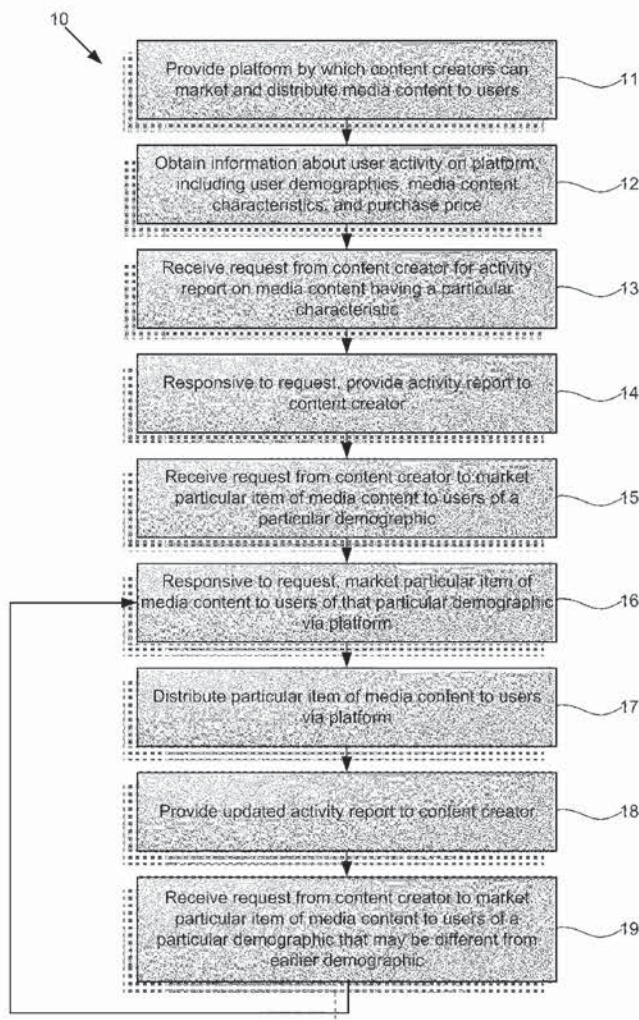 10
Provide platform by which content creators can
market and distribute media content to users
11
Obtain information about user activity on platform,
including user demographics, media content
characteristics, and purchase price
12
Receive request from content creator for activity
report on media content having a particular
characteristic
13
Responsive to request, provide activity report to
content creator
14
Receive request from content creator to market
particular item of media content to users of a
particular demographic
15
Responsive to request, market particular item of
media content to users of that particular demographic
via platform
16
Distribute particular item of media content to users
via platform
17
Provide updated activity report to content creator
18
Receive request from content creator to market
particular item of media content to users of a
particular demographic that may be different from
earlier demographic
19